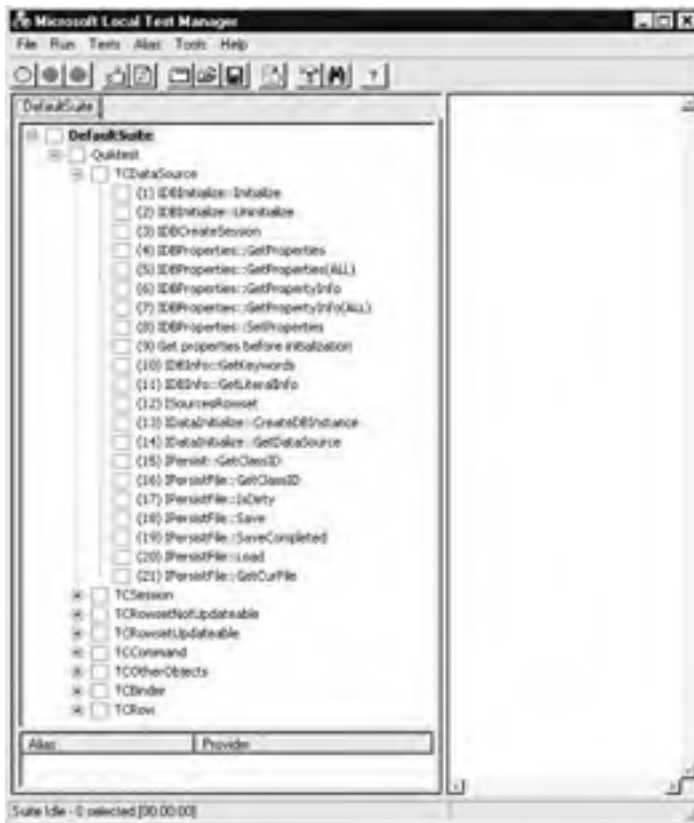 Microsoft Local Test Manager
File Run Tests Alias Tools Help
?
DefaultSuite
DefaultSuite
Quiktest
TCDataSource
(1) IDBInitialize::Initialize
(2) IDBInitialize::Uninitialize
(3) IDBCreateSession
(4) IDBProperties::GetProperties
(5) IDBProperties::GetProperties(ALL)
(6) IDBProperties::GetPropertyInfo
(7) IDBProperties::GetPropertyInfo(ALL)
(8) IDBProperties::SetProperties
(9) Get properties before initialization
(10) IDBInfo::GetKeywords
(11) IDBInfo::GetLiteralInfo
(12) ISourcesRowset
(13) IDataInitialize::CreateDBInstance
(14) IDataInitialize::GetDataSource
(15) IPersist::GetClassID
(16) IPersistFile::GetClassID
(17) IPersistFile::IsDirty
(18) IPersistFile::Save
(19) IPersistFile::SaveCompleted
(20) IPersistFile::Load
(21) IPersistFile::GetCurFile
TCSession
TCRowsetNotUpdateable
TCRowsetUpdateable
TCCommand
TCOtherObjects
TCBinder
TCRow
Alias Provider
Suite Idle - 0 selected [00:00:00]